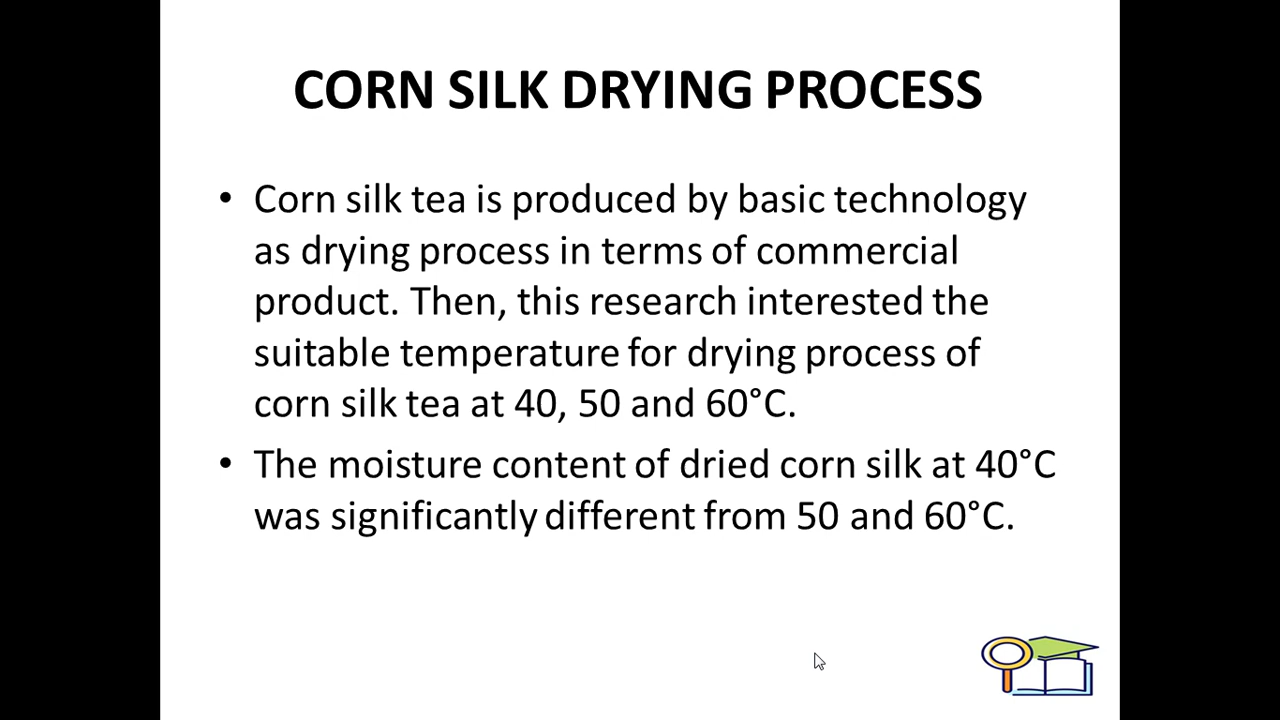 CORN SILK DRYING PROCESS
• Corn silk tea is produced by basic technology
as drying process in terms of commercial
product. Then, this research interested the
suitable temperature for drying process of
corn silk tea at 40, 50 and 60°C.
• The moisture content of dried corn silk at 40°C
was significantly different from 50 and 60°C.